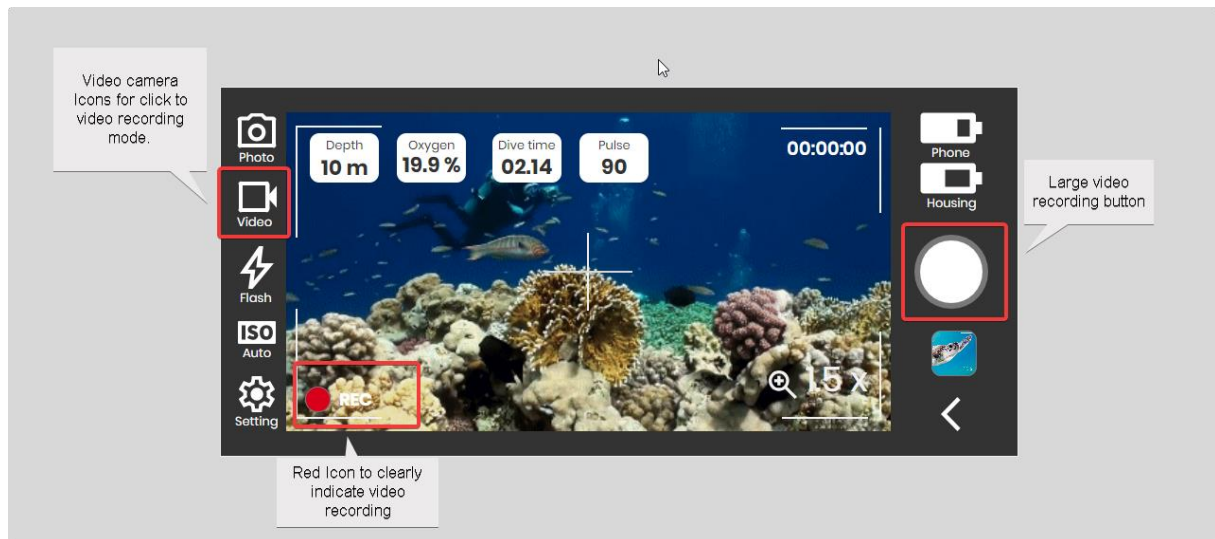 Video camera
Icons for click to
video recording
mode.
Photo
Video
Flash
ISO
Auto
Setting
Depth
10 m
Oxygen
19.9 %
Dive time
02.14
Pulse
90
00:00:00
REC
1.5 x
Phone
Housing
Large video
recording button
Red Icon to clearly
indicate video
recording